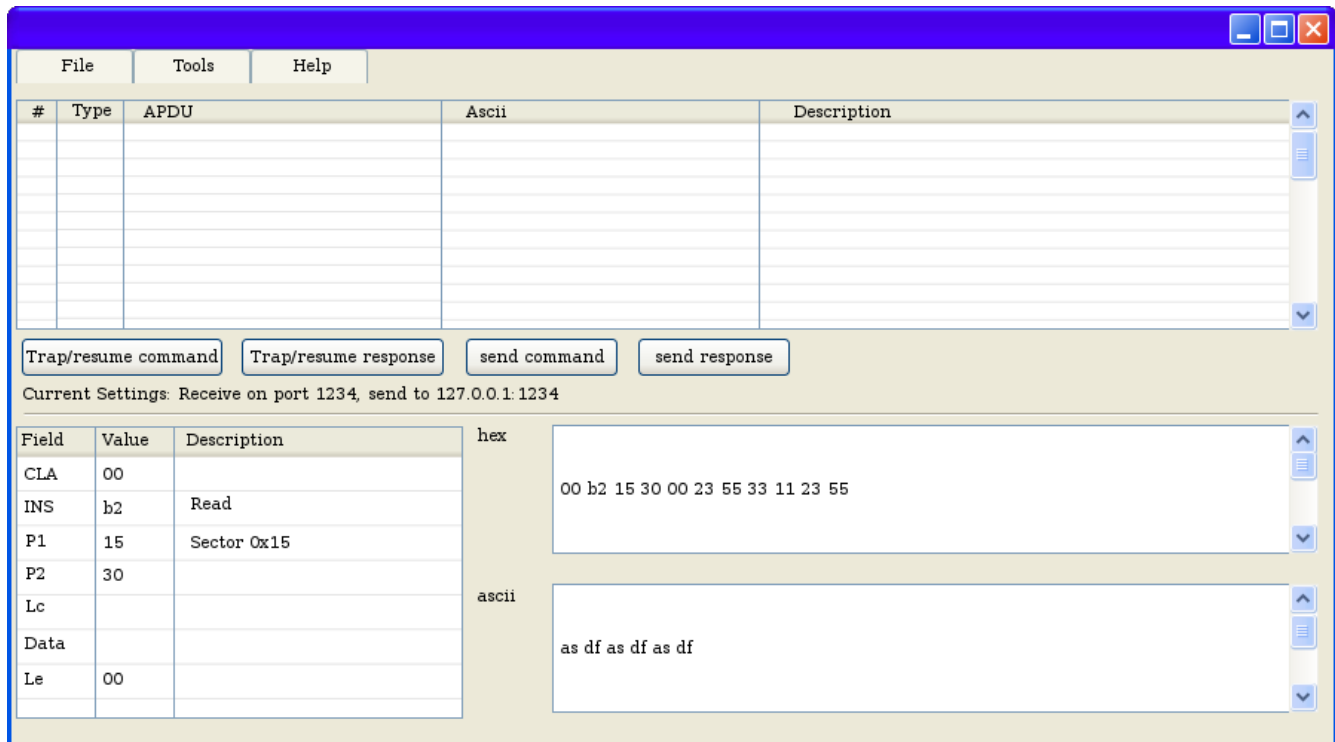 File Tools Help
# Type APDU Ascii Description
Trap/resume command Trap/resume response send command send response
Current Settings: Receive on port 1234, send to 127.0.0.1:1234
Field Value Description
CLA 00
INS b2 Read
P1 15 Sector 0x15
P2 30
Lc
Data
Le 00
hex
00 b2 15 30 00 23 55 33 11 23 55
ascii
as df as df as df